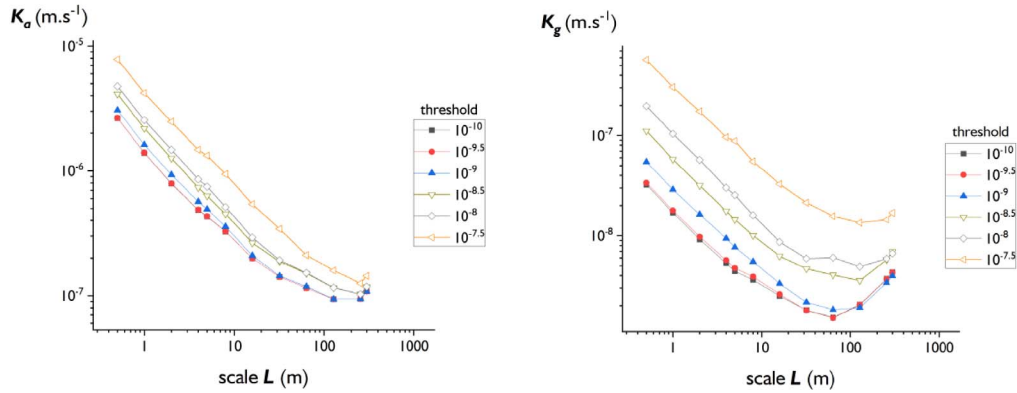 Kₐ (m.s⁻¹)
10⁻⁵
10⁻⁶
10⁻⁷
1 10 100 1000
scale L (m)
threshold
10⁻¹⁰
10⁻⁹·⁵
10⁻⁹
10⁻⁸·⁵
10⁻⁸
10⁻⁷·⁵
K_g (m.s⁻¹)
10⁻⁷
10⁻⁸
1 10 100 1000
scale L (m)
threshold
10⁻¹⁰
10⁻⁹·⁵
10⁻⁹
10⁻⁸·⁵
10⁻⁸
10⁻⁷·⁵